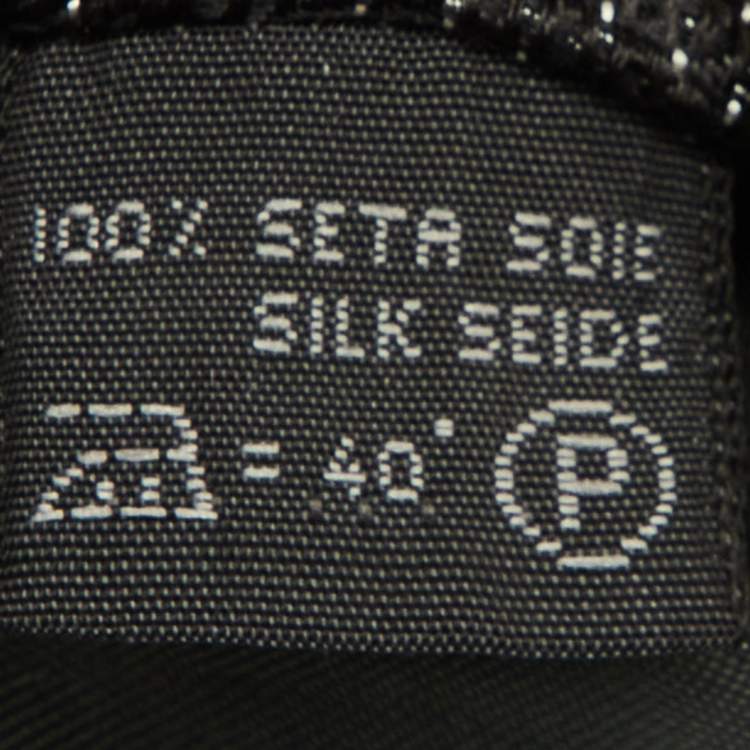 100% SETA SOIE
SILK SEIDE
= 40° P